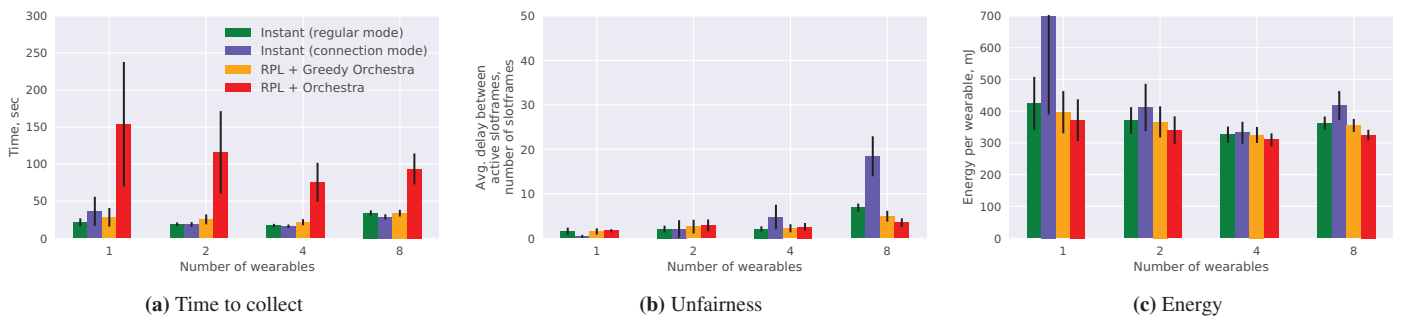 300
250
200
150
100
50
0
Time, sec
Instant (regular mode)
Instant (connection mode)
RPL + Greedy Orchestra
RPL + Orchestra
1 2 4 8
Number of wearables
(a) Time to collect
50
40
30
20
10
0
Avg. delay between
active slotframes,
number of slotframes
1 2 4 8
Number of wearables
(b) Unfairness
700
600
500
400
300
200
100
0
Energy per wearable, mJ
1 2 4 8
Number of wearables
(c) Energy